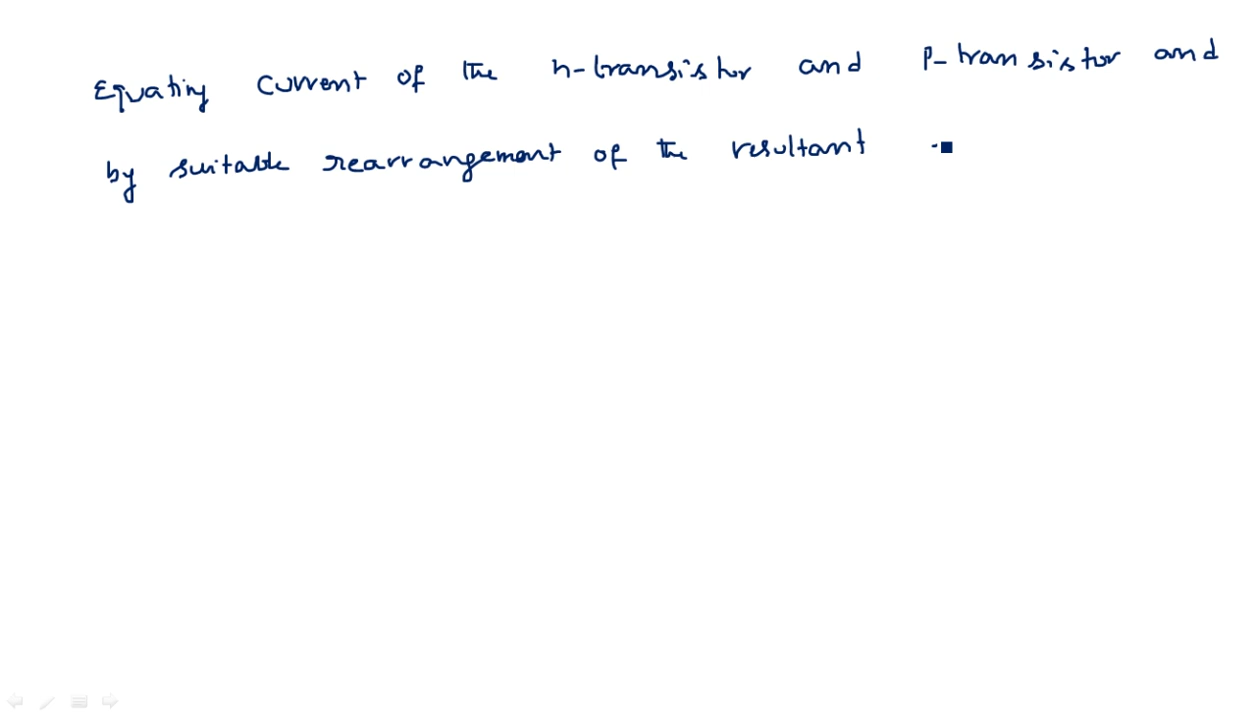 Equating current of the n-transistor and p-transistor and
by suitable rearrangement of the resultant